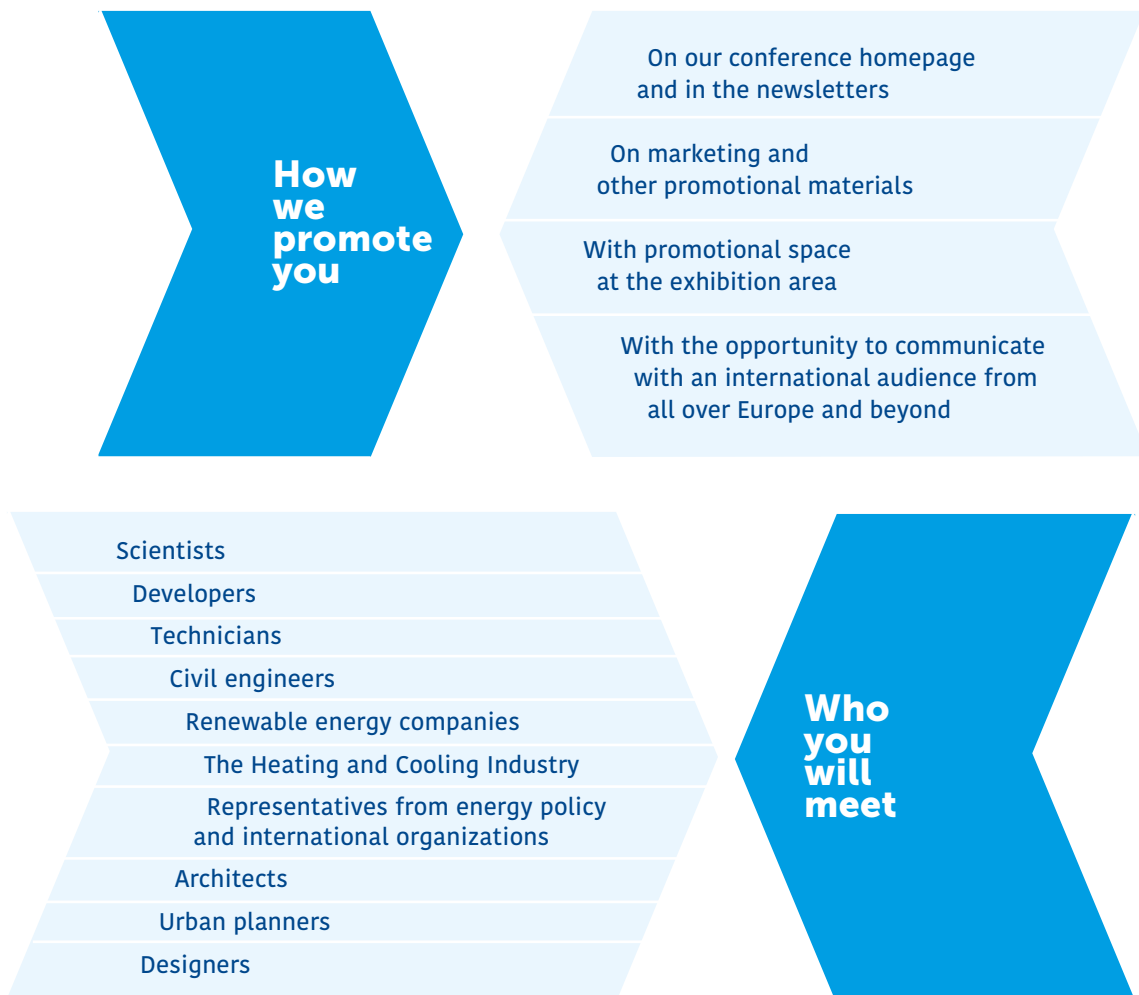 How
we
promote
you
On our conference homepage
and in the newsletters
On marketing and
other promotional materials
With promotional space
at the exhibition area
With the opportunity to communicate
with an international audience from
all over Europe and beyond
Scientists
Developers
Technicians
Civil engineers
Renewable energy companies
The Heating and Cooling Industry
Representatives from energy policy
and international organizations
Architects
Urban planners
Designers
Who
you
will
meet